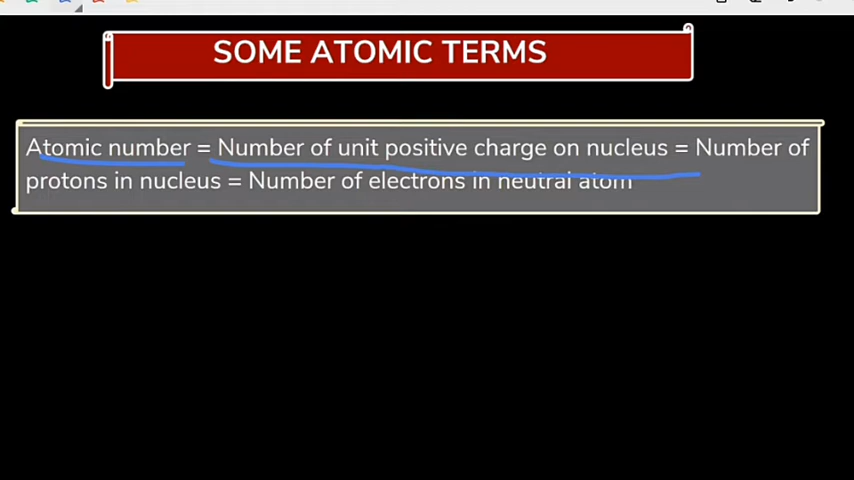 SOME ATOMIC TERMS
Atomic number = Number of unit positive charge on nucleus = Number of
protons in nucleus = Number of electrons in neutral atom